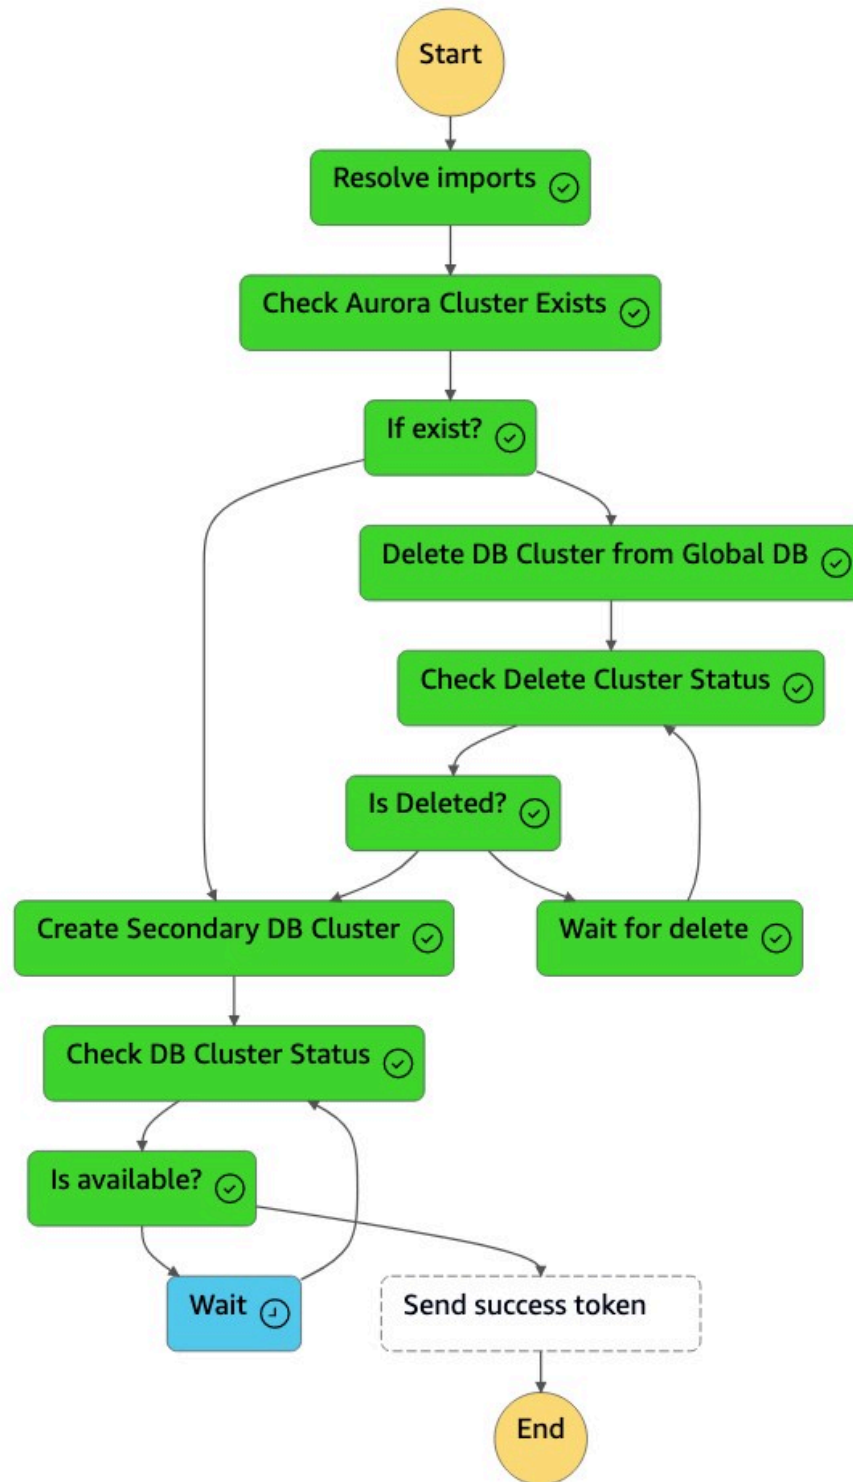 Start
Resolve imports
Check Aurora Cluster Exists
If exist?
Delete DB Cluster from Global DB
Check Delete Cluster Status
Is Deleted?
Create Secondary DB Cluster
Wait for delete
Check DB Cluster Status
Is available?
Wait
Send success token
End